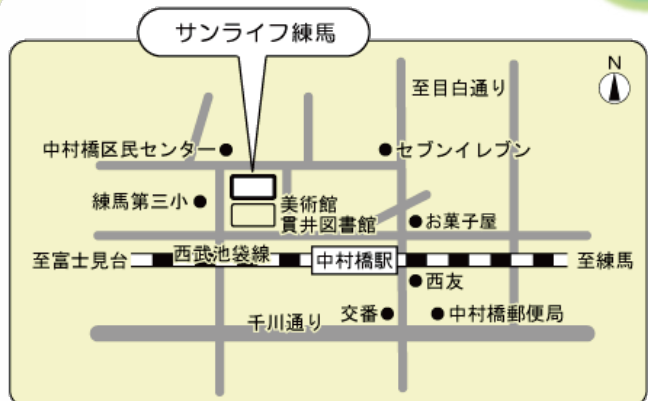 サンライフ練馬
N
至目白通り
中村橋区民センター
セブンイレブン
練馬第三小
美術館
貫井図書館
お菓子屋
至富士見台
西武池袋線
中村橋駅
至練馬
西友
千川通り
交番
中村橋郵便局